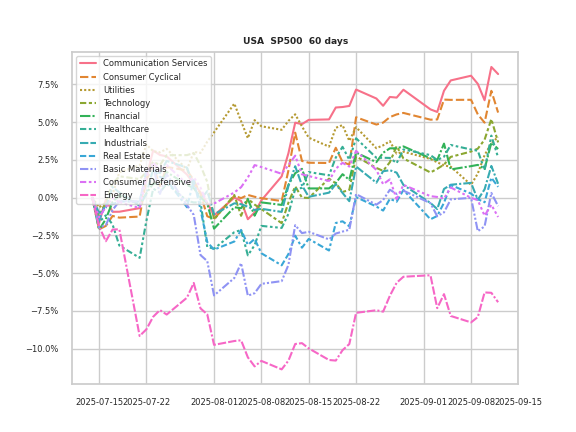 USA SP500 60 days
Communication Services
Consumer Cyclical
Utilities
Technology
Financial
Healthcare
Industrials
Real Estate
Basic Materials
Consumer Defensive
Energy
7.5%
5.0%
2.5%
0.0%
−2.5%
−5.0%
−7.5%
−10.0%
2025-07-15 2025-07-22 2025-08-01 2025-08-08 2025-08-15 2025-08-22 2025-09-01 2025-09-08 2025-09-15